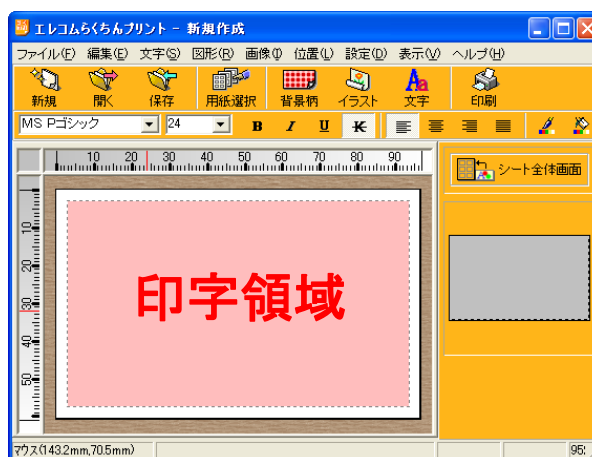 エレコムらくちんプリント - 新規作成
ファイル(F) 編集(E) 文字(S) 図形(R) 画像(I) 位置(L) 設定(D) 表示(V) ヘルプ(H)
新規 開く 保存 用紙選択 背景柄 イラスト 文字 印刷
MS Pゴシック 24 B I U K
10 20 30 40 50 60 70 80 90
シート全体画面
10
20
30
40
50
印字領域
マウス(143.2mm,70.5mm) 95: